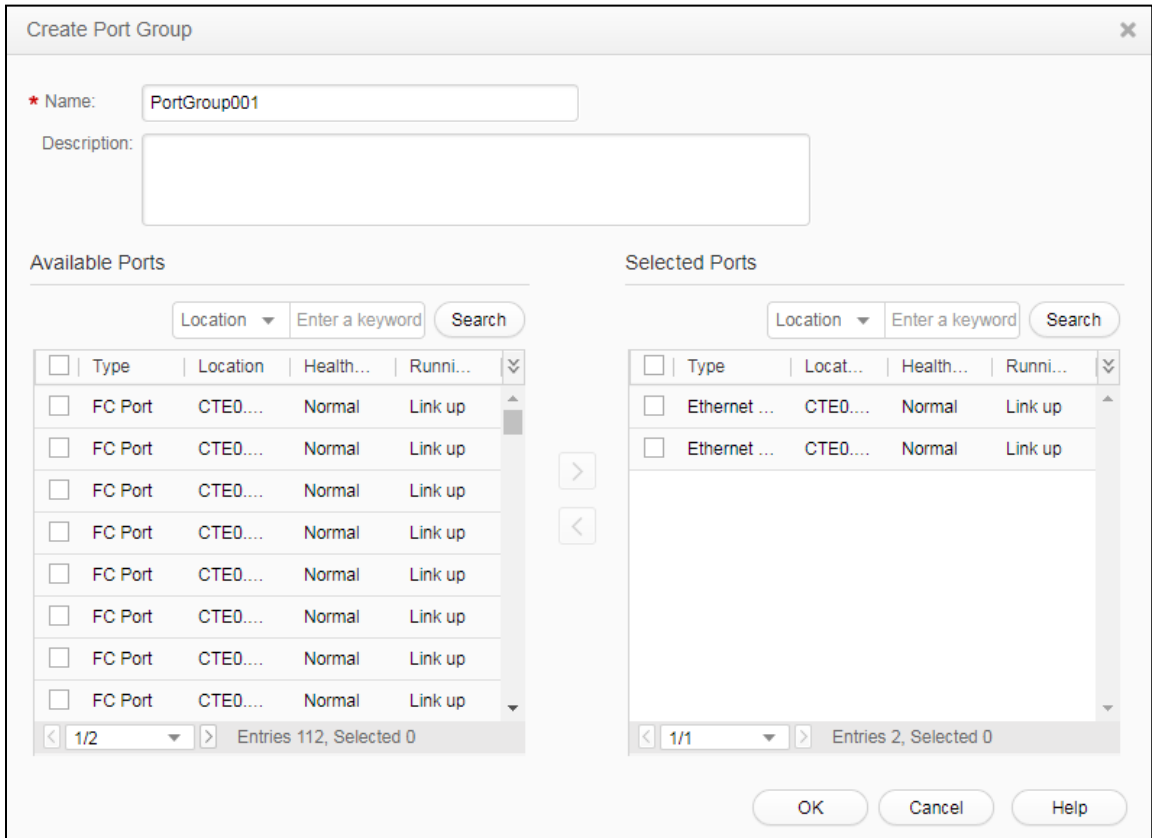 Create Port Group
* Name: PortGroup001
Description:
Available Ports
Location Enter a keyword Search
Type Location Health... Runni...
FC Port CTE0.... Normal Link up
FC Port CTE0.... Normal Link up
FC Port CTE0.... Normal Link up
FC Port CTE0.... Normal Link up
FC Port CTE0.... Normal Link up
FC Port CTE0.... Normal Link up
FC Port CTE0.... Normal Link up
FC Port CTE0.... Normal Link up
1/2 Entries 112, Selected 0
Selected Ports
Location Enter a keyword Search
Type Locat... Health... Runni...
Ethernet ... CTE0.... Normal Link up
Ethernet ... CTE0.... Normal Link up
1/1 Entries 2, Selected 0
OK Cancel Help